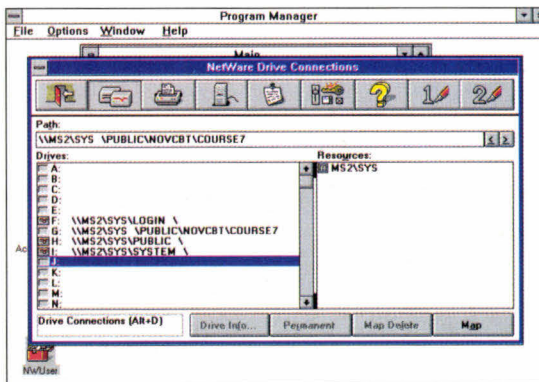 Program Manager
File Options Window Help
Main
NetWare Drive Connections
Path:
\\MS2\SYS \PUBLIC\NOVCBT\COURSE7
Drives:
A:
B:
C:
D:
E:
F: \\MS2\SYS\LOGIN \
G: \\MS2\SYS \PUBLIC\NOVCBT\COURSE7
H: \\MS2\SYS\PUBLIC \
I: \\MS2\SYS\SYSTEM \
J:
K:
L:
M:
N:
Resources:
MS2\SYS
Ac
Drive Connections (Alt+D)
Drive Info...
Permanent
Map Delete
Map
NWUser